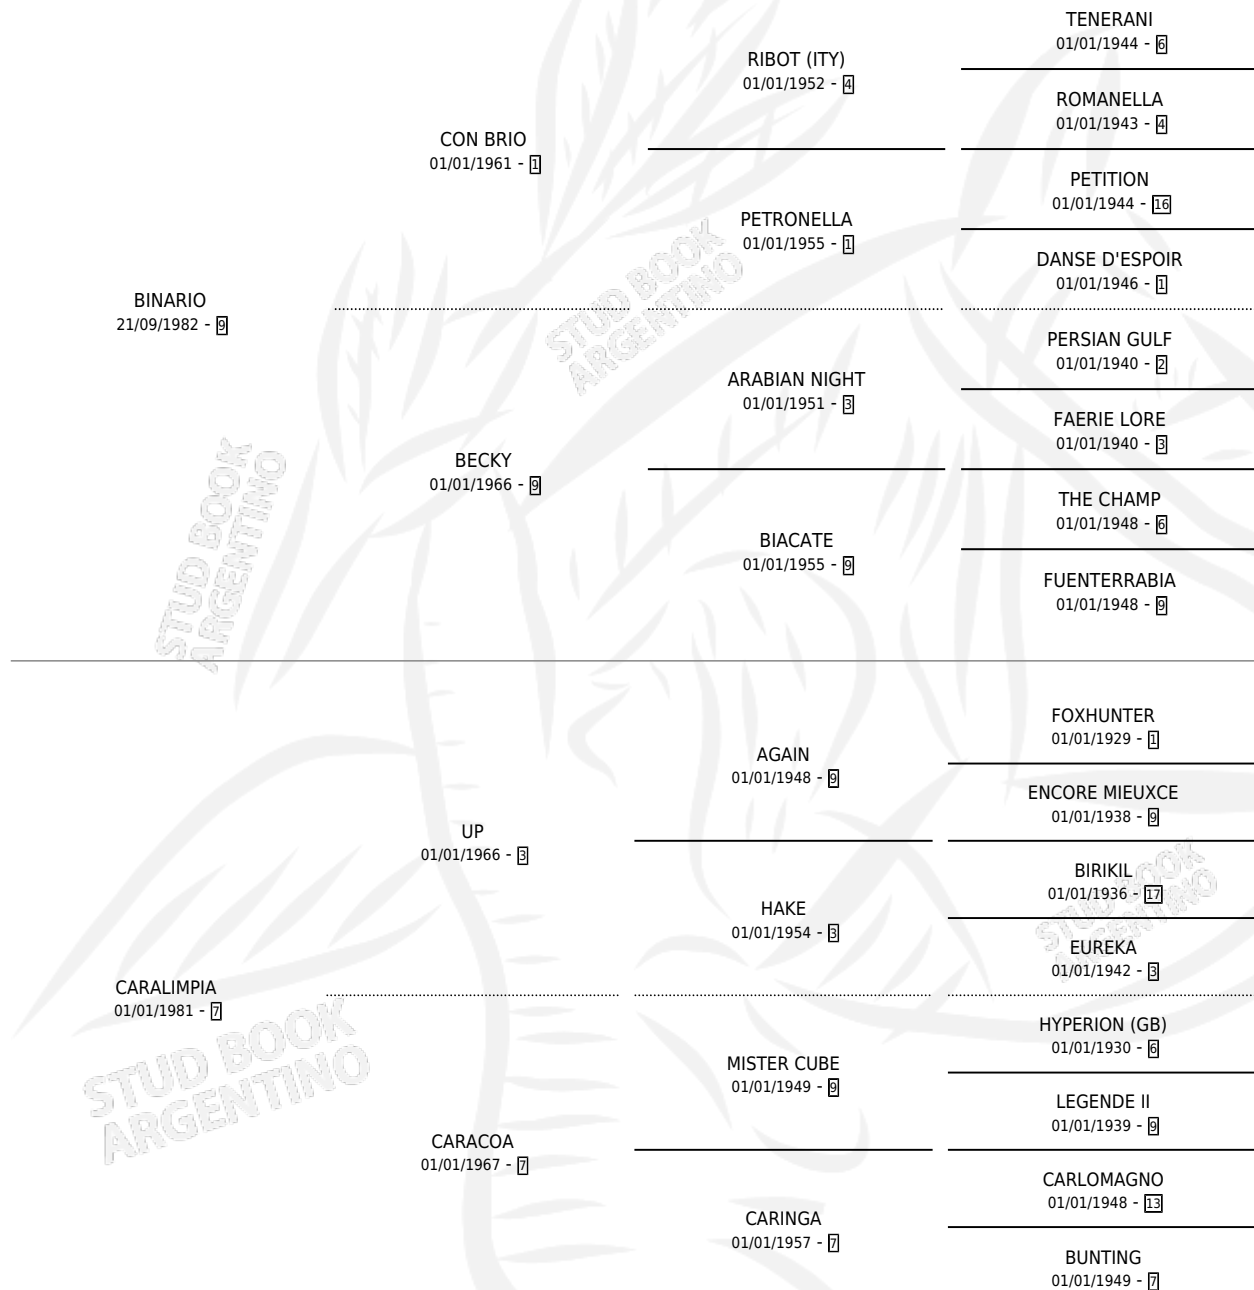 TENERANI
01/01/1944 - 6
RIBOT (ITY)
01/01/1952 - 4
ROMANELLA
01/01/1943 - 4
CON BRIO
01/01/1961 - 1
PETITION
01/01/1944 - 16
PETRONELLA
01/01/1955 - 1
DANSE D'ESPOIR
01/01/1946 - 1
BINARIO
21/09/1982 - 9
PERSIAN GULF
01/01/1940 - 2
ARABIAN NIGHT
01/01/1951 - 3
FAERIE LORE
01/01/1940 - 3
BECKY
01/01/1966 - 9
THE CHAMP
01/01/1948 - 6
BIACATE
01/01/1955 - 9
FUENTERRABIA
01/01/1948 - 9
STUD BOOK
ARGENTINO
STUD BOOK
ARGENTINO
FOXHUNTER
01/01/1929 - 1
AGAIN
01/01/1948 - 9
ENCORE MIEUXCE
01/01/1938 - 9
UP
01/01/1966 - 3
BIRIKIL
01/01/1936 - 17
HAKE
01/01/1954 - 3
EUREKA
01/01/1942 - 3
STUD BOOK
ARGENTINO
CARALIMPIA
01/01/1981 - 7
HYPERION (GB)
01/01/1930 - 6
MISTER CUBE
01/01/1949 - 9
LEGENDE II
01/01/1939 - 9
STUD BOOK
ARGENTINO
CARACOA
01/01/1967 - 7
CARLOMAGNO
01/01/1948 - 13
CARINGA
01/01/1957 - 7
BUNTING
01/01/1949 - 7